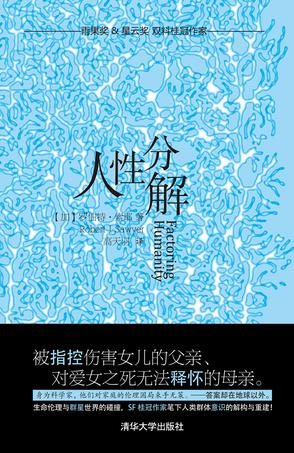 雨果奖 & 星云奖 双料桂冠作家
人性分解
Factoring
Humanity
【加】罗伯特·索耶 著
Robert J. Sawyer
高天羽 译
被指控伤害女儿的父亲、
对爱女之死无法释怀的母亲。
身为科学家，他们对家庭的伦理困局束手无策。——答案却在地球以外。
生命伦理与群星世界的碰撞，SF 桂冠作家笔下人类群体意识的解构与重建！
清华大学出版社